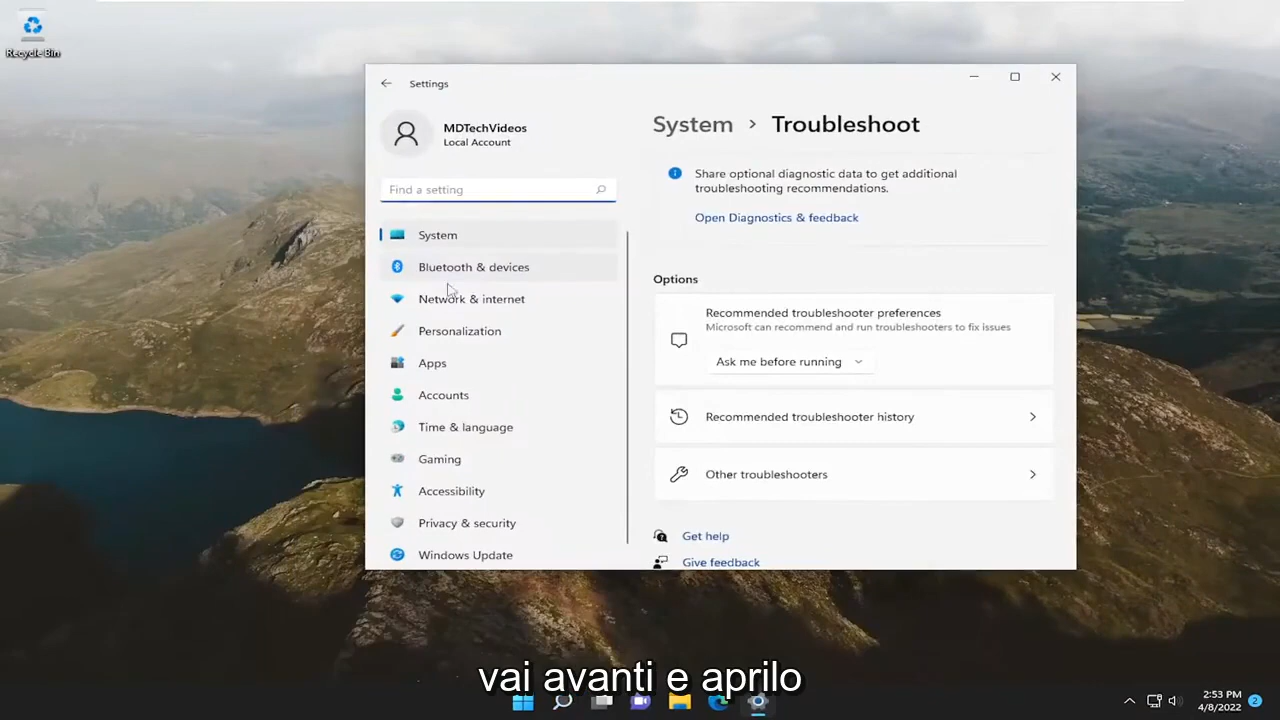 Recycle Bin
Settings
MDTechVideos
Local Account
Find a setting
System
Bluetooth & devices
Network & internet
Personalization
Apps
Accounts
Time & language
Gaming
Accessibility
Privacy & security
Windows Update
System > Troubleshoot
Share optional diagnostic data to get additional
troubleshooting recommendations.
Open Diagnostics & feedback
Options
Recommended troubleshooter preferences
Microsoft can recommend and run troubleshooters to fix issues
Ask me before running
Recommended troubleshooter history
Other troubleshooters
Get help
Give feedback
vai avanti e aprilo
2:53 PM
4/8/2022
2